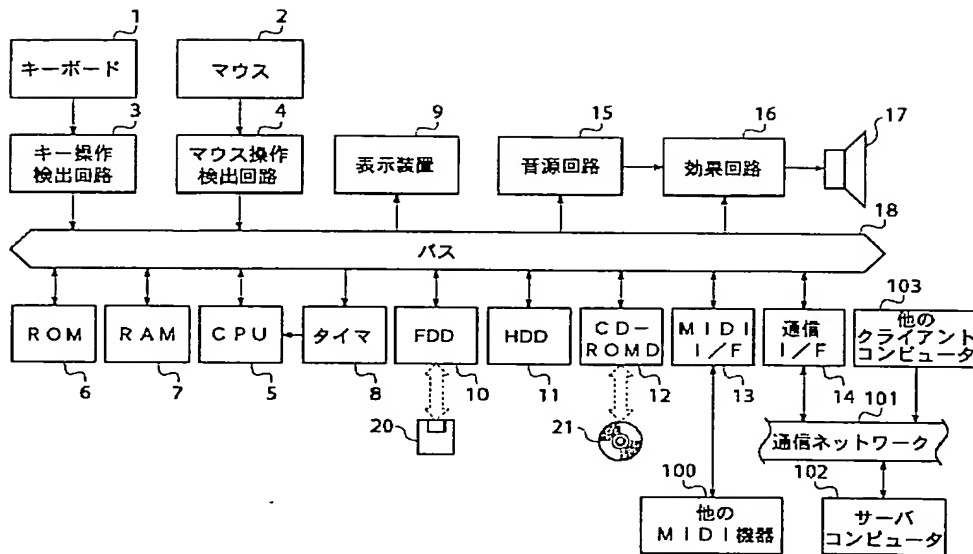 1
2
キーボード
マウス
3
4
9
15
16
17
キー操作
検出回路
マウス操作
検出回路
表示装置
音源回路
効果回路
18
バス
103
ROM
RAM
CPU
タイマ
FDD
HDD
CD-
ROMD
MIDI
I/F
通信
I/F
他の
クライアント
コンピュータ
6
7
5
8
10
11
12
13
14
101
20
21
通信ネットワーク
100
102
他の
MIDI機器
サーバ
コンピュータ